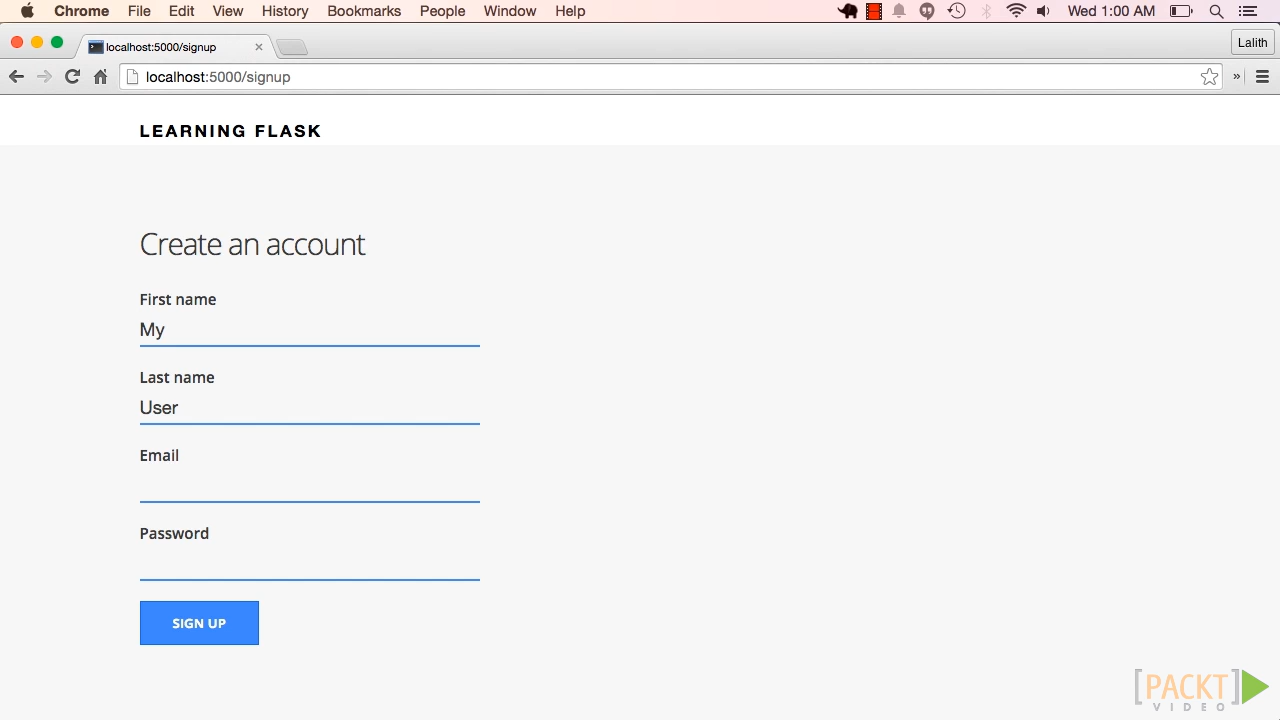 Chrome File Edit View History Bookmarks People Window Help Wed 1:00 AM
localhost:5000/signup Lalith
localhost:5000/signup
LEARNING FLASK
Create an account
First name
My
Last name
User
Email
Password
SIGN UP
[PACKT]
VIDEO